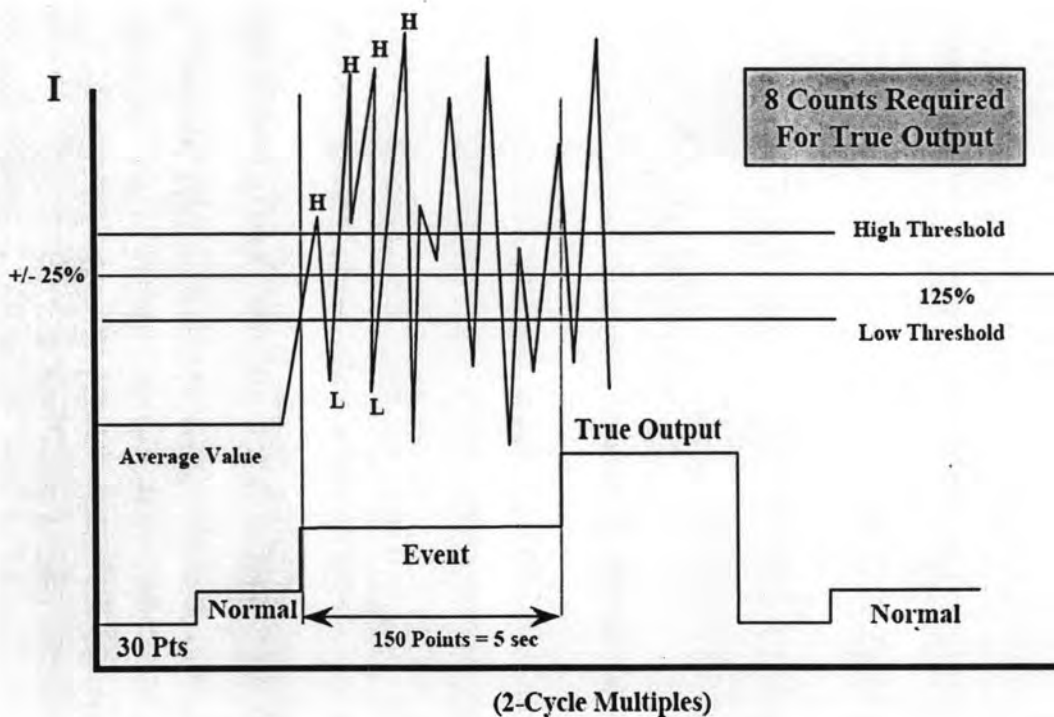 H
H
H
I
8 Counts Required
For True Output
H
High Threshold
+/- 25%
125%
Low Threshold
L
L
True Output
Average Value
Event
Normal
Normal
150 Points = 5 sec
30 Pts
(2-Cycle Multiples)